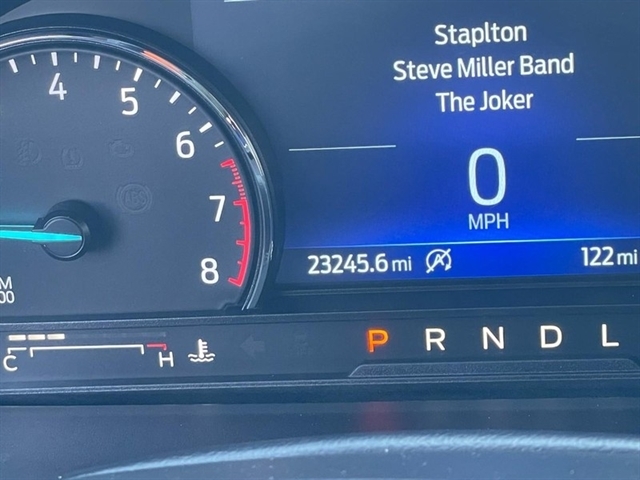 Staplton
Steve Miller Band
The Joker
4
5
6
7
8
0
MPH
23245.6 mi
A
122 mi
C
H
P R N D L